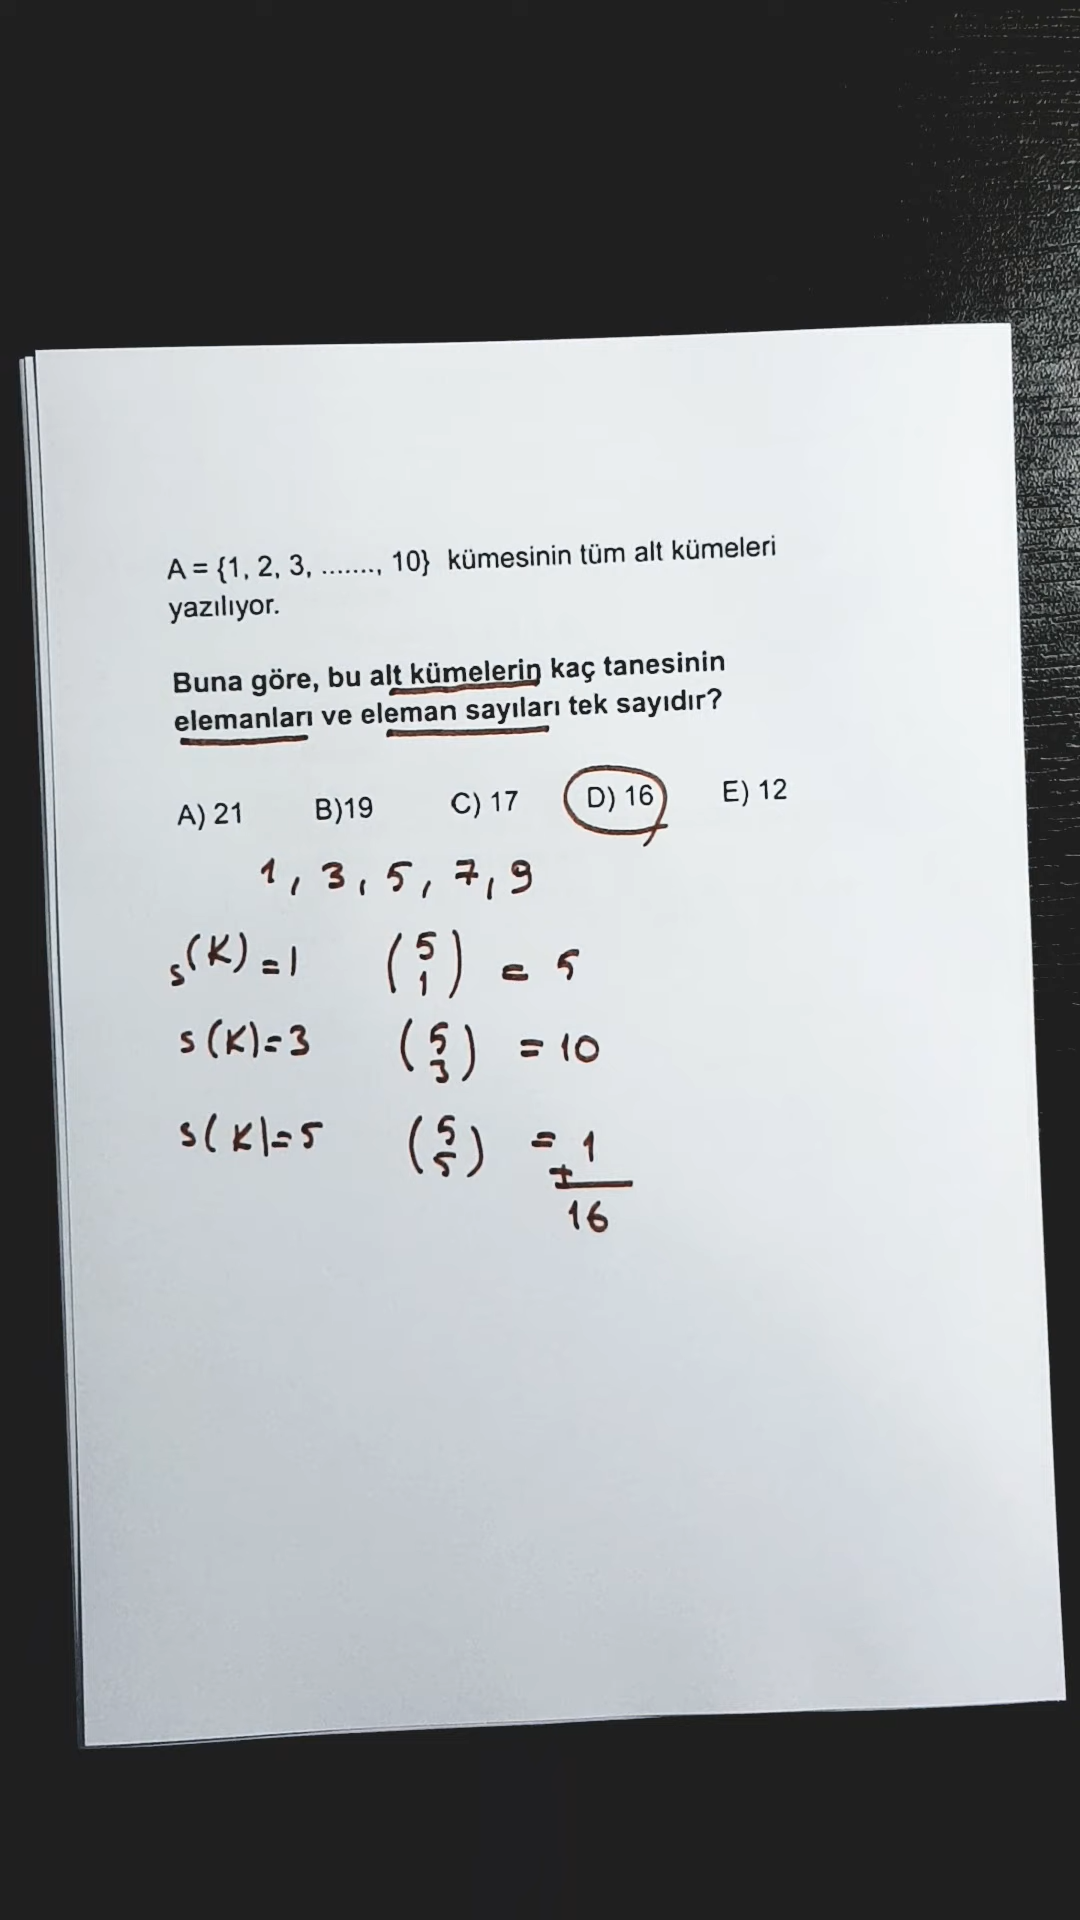 A = {1, 2, 3, ......., 10} kümesinin tüm alt kümeleri
yazılıyor.
Buna göre, bu alt kümelerin kaç tanesinin
elemanları ve eleman sayıları tek sayıdır?
A) 21 B)19 C) 17 D) 16 E) 12
1, 3, 5, 7, 9
s(K) = 1 (5 1) = 5
s(K)=3 (5 3) = 10
s(K)=5 (5 5) = 1
+
16